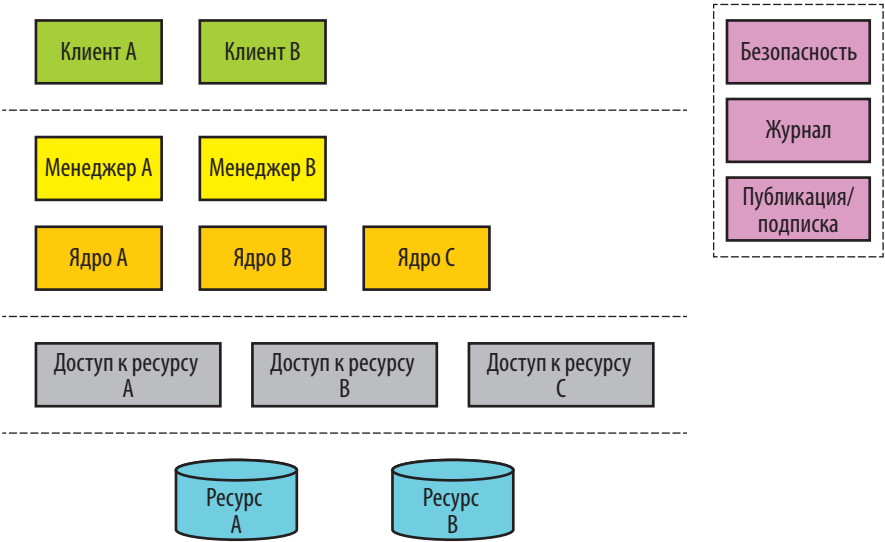 Клиент A
Клиент B
Менеджер A
Менеджер B
Ядро A
Ядро B
Ядро C
Доступ к ресурсу
A
Доступ к ресурсу
B
Доступ к ресурсу
C
Ресурс
A
Ресурс
B
Безопасность
Журнал
Публикация/
подписка